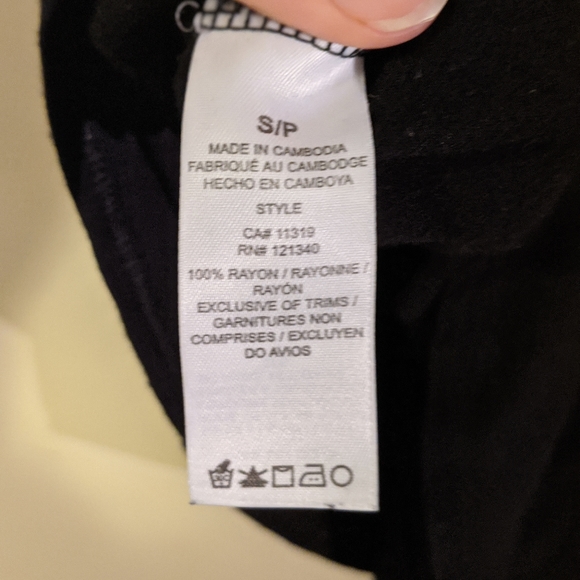 S/P
MADE IN CAMBODIA
FABRIQUÉ AU CAMBODGE
HECHO EN CAMBOYA
STYLE
CA# 11319
RN# 121340
100% RAYON / RAYONNE /
RAYÓN
EXCLUSIVE OF TRIMS /
GARNITURES NON
COMPRISES / EXCLUYEN
DO AVIOS